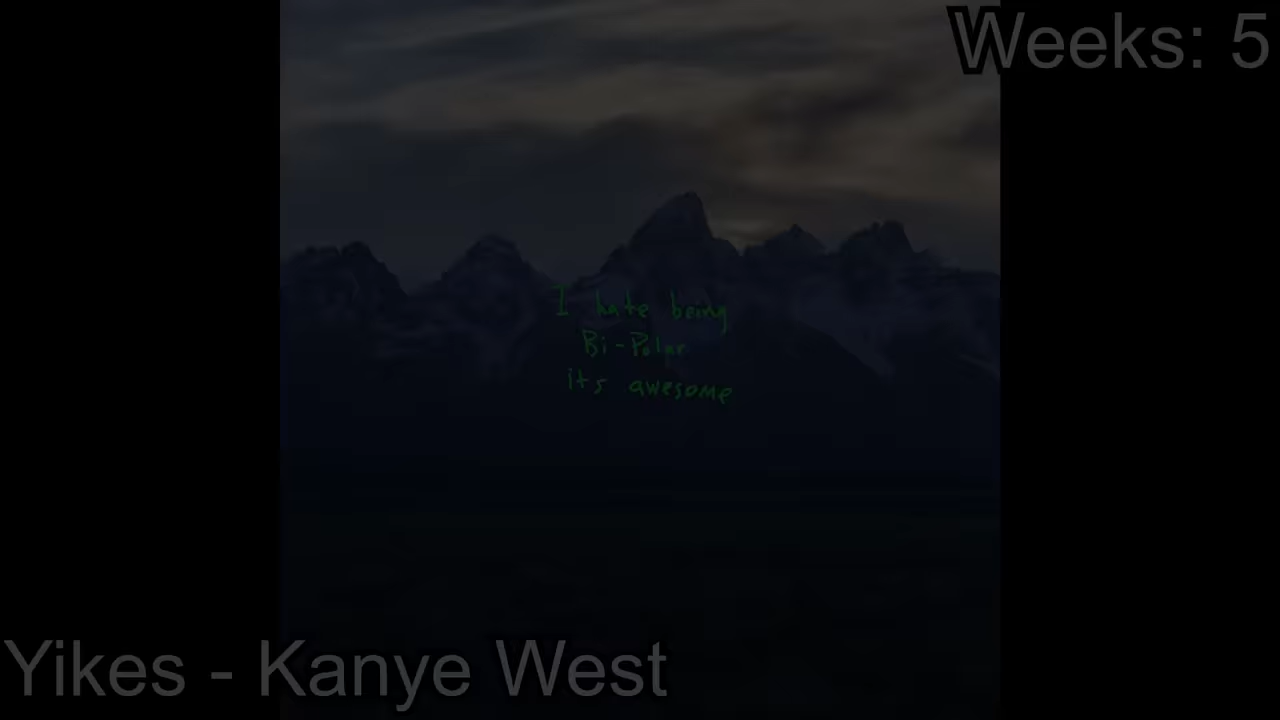 Weeks: 5
I hate being
Bi-Polar
its awesome
Yikes - Kanye West